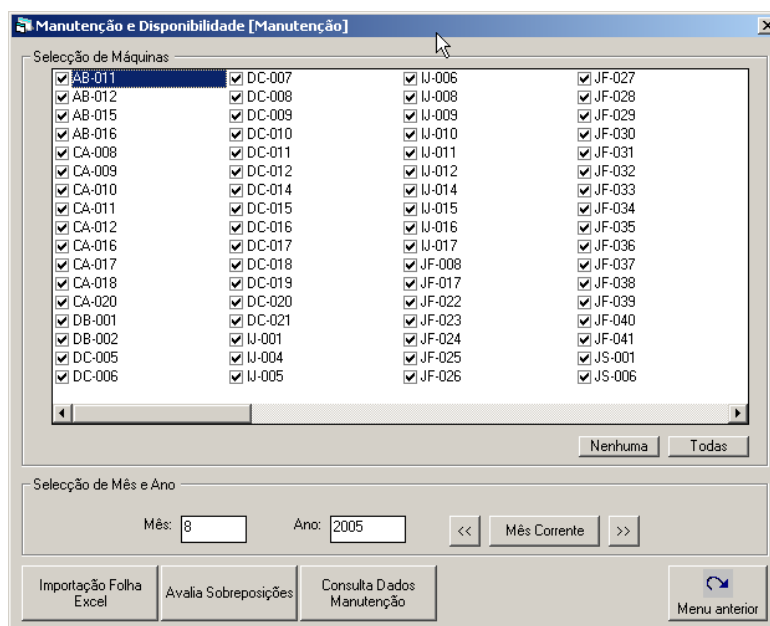 Manutenção e Disponibilidade [Manutenção]
Selecção de Máquinas
AB-011 DC-007 IJ-006 JF-027
AB-012 DC-008 IJ-008 JF-028
AB-015 DC-009 IJ-009 JF-029
AB-016 DC-010 IJ-010 JF-030
CA-008 DC-011 IJ-011 JF-031
CA-009 DC-012 IJ-012 JF-032
CA-010 DC-014 IJ-014 JF-033
CA-011 DC-015 IJ-015 JF-034
CA-012 DC-016 IJ-016 JF-035
CA-016 DC-017 IJ-017 JF-036
CA-017 DC-018 JF-008 JF-037
CA-018 DC-019 JF-017 JF-038
CA-020 DC-020 JF-022 JF-039
DB-001 DC-021 JF-023 JF-040
DB-002 IJ-001 JF-024 JF-041
DC-005 IJ-004 JF-025 JS-001
DC-006 IJ-005 JF-026 JS-006
Nenhuma Todas
Selecção de Mês e Ano
Mês: 8 Ano: 2005 << Mês Corrente >>
Importação Folha
Excel
Avalia Sobreposições
Consulta Dados
Manutenção
Menu anterior